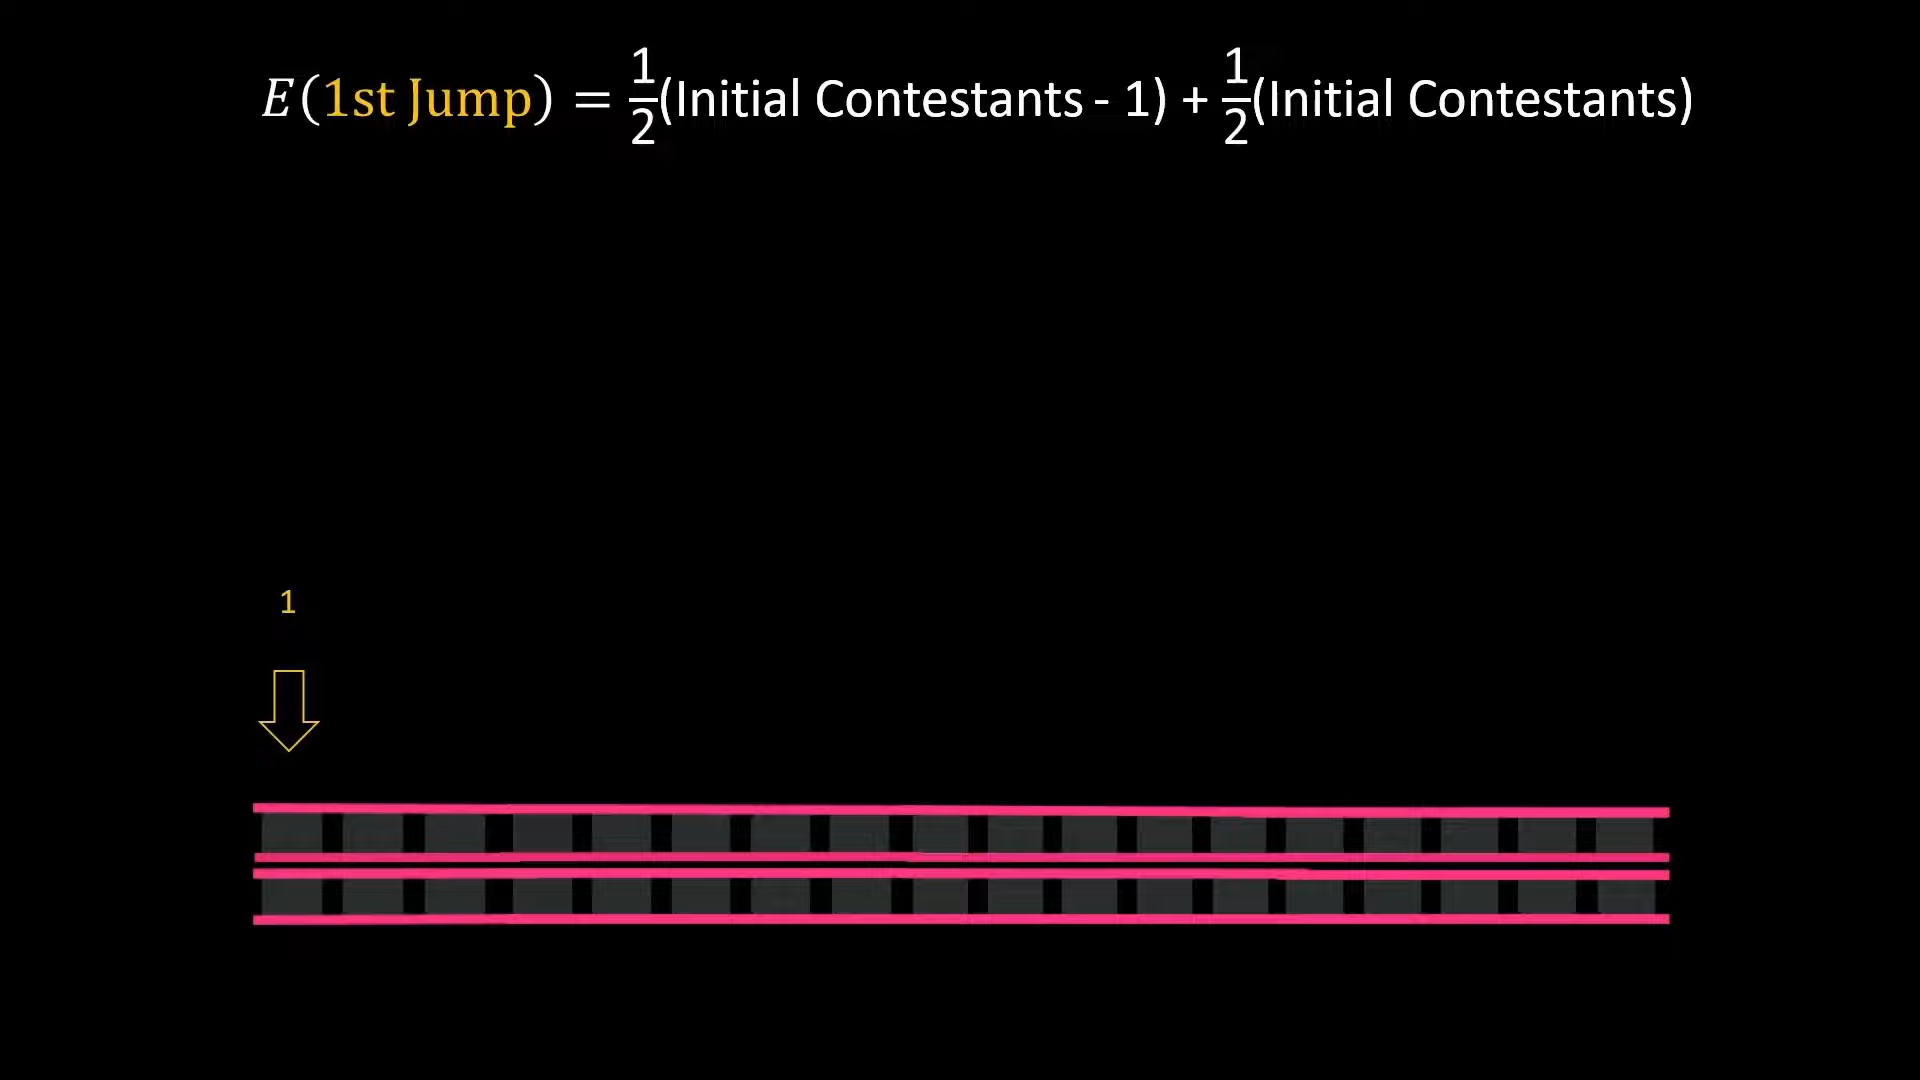 E(1st Jump) = 1/2(Initial Contestants - 1) + 1/2(Initial Contestants)
1